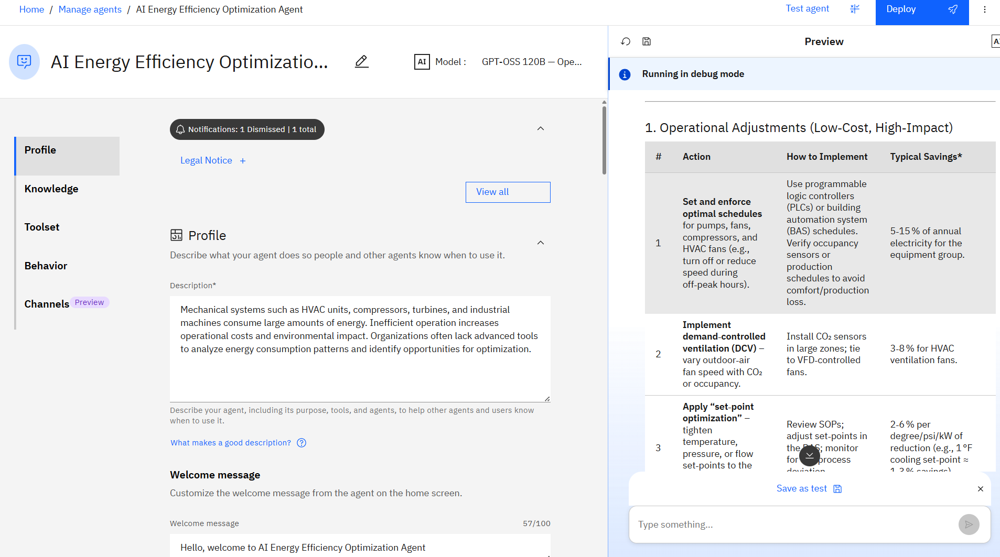 Home / Manage agents / AI Energy Efficiency Optimization Agent
Test agent
Deploy
AI Energy Efficiency Optimizatio...
AI Model : GPT-OSS 120B — Ope...
Notifications: 1 Dismissed | 1 total
Legal Notice +
View all
Profile
Knowledge
Toolset
Behavior
Channels Preview
Profile
Describe what your agent does so people and other agents know when to use it.
Description*
Mechanical systems such as HVAC units, compressors, turbines, and industrial
machines consume large amounts of energy. Inefficient operation increases
operational costs and environmental impact. Organizations often lack advanced tools
to analyze energy consumption patterns and identify opportunities for optimization.
Describe your agent, including its purpose, tools, and agents, to help other agents and users know
when to use it.
What makes a good description?
Welcome message
Customize the welcome message from the agent on the home screen.
Welcome message 57/100
Hello, welcome to AI Energy Efficiency Optimization Agent
Preview
AI
Running in debug mode
1. Operational Adjustments (Low-Cost, High-Impact)
# Action How to Implement Typical Savings*
1
Set and enforce
optimal schedules
for pumps, fans,
compressors, and
HVAC fans (e.g.,
turn off or reduce
speed during
off-peak hours).
Use programmable
logic controllers
(PLCs) or building
automation system
(BAS) schedules.
Verify occupancy
sensors or
production
schedules to avoid
comfort/production
loss.
5-15 % of annual
electricity for the
equipment group.
2
Implement
demand-controlled
ventilation (DCV) –
vary outdoor-air
fan speed with CO₂
or occupancy.
Install CO₂ sensors
in large zones; tie
to VFD-controlled
fans.
3-8 % for HVAC
ventilation fans.
3
Apply “set-point
optimization” –
tighten
temperature,
pressure, or flow
set-points to the
Review SOPs;
adjust set-points in
the BAS; monitor
for process
deviation
2-6 % per
degree/psi/kW of
reduction (e.g., 1 °F
cooling set-point ≈
1-3 % savings)
Save as test
Type something...